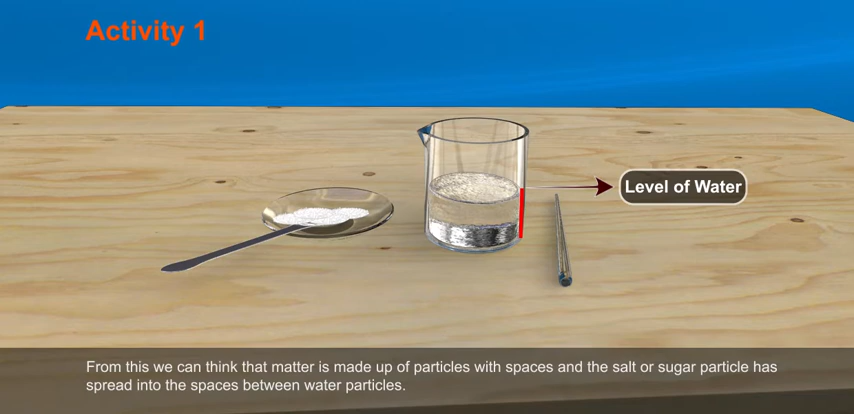 Activity 1
Level of Water
From this we can think that matter is made up of particles with spaces and the salt or sugar particle has
spread into the spaces between water particles.